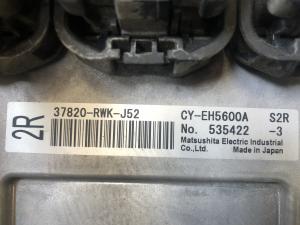 2R
37820-RWK-J52 CY-EH5600A S2R
No. 535422 -3
Matsushita Electric Industrial
Co.,Ltd. Made in Japan